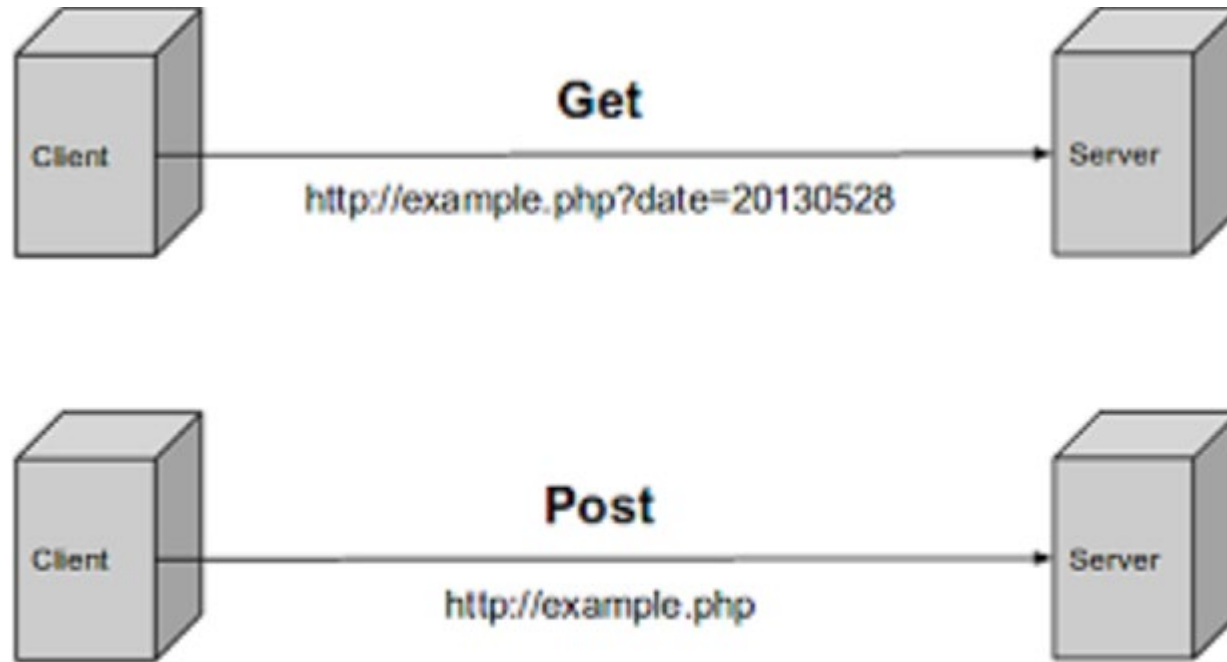 Get
Client
Server
http://example.php?date=20130528
Post
Client
Server
http://example.php